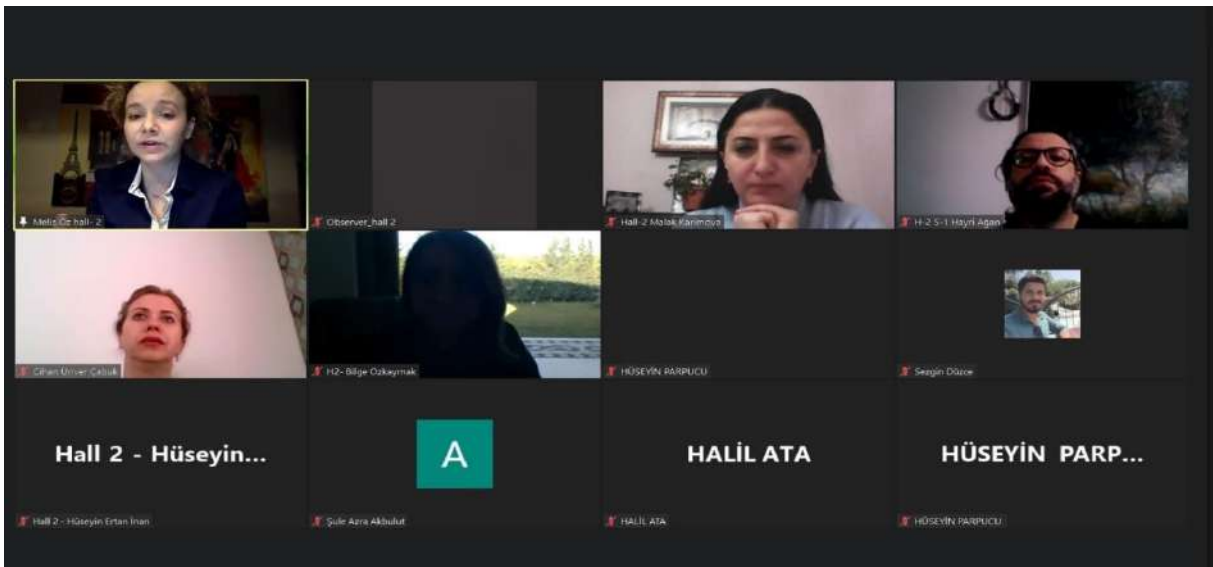 Melis Öz hall- 2
Observer_hall 2
Hall-2 Malak Karimova
H-2 S-1 Hayri Ağan
Cihan Ünver Çabuk
H2- Bilge Özkaymak
HÜSEYİN PARPUCU
Sezgin Düzce
Hall 2 - Hüseyin...
A
HALİL ATA
HÜSEYİN PARP...
Hall 2 - Hüseyin Ertan İnan
Şule Azra Akbulut
HALİL ATA
HÜSEYİN PARPUCU